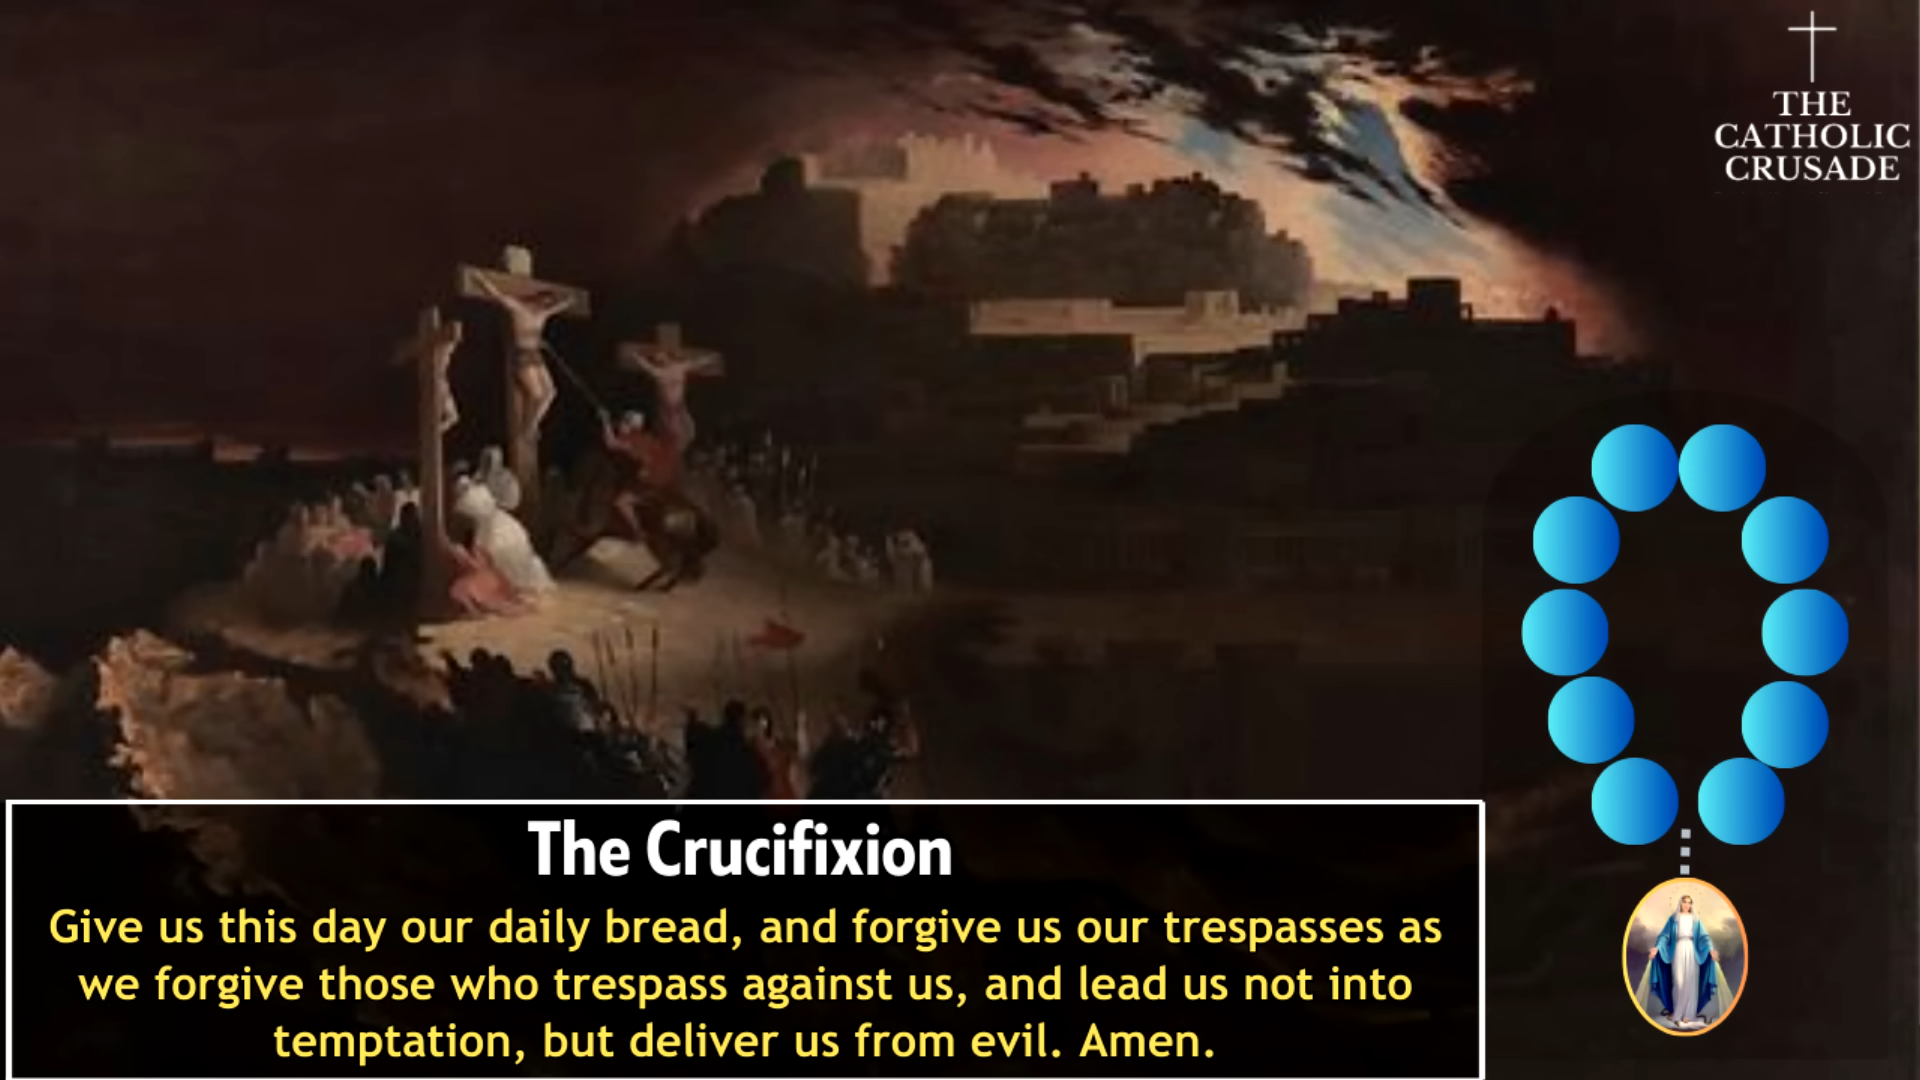 THE
CATHOLIC
CRUSADE
The Crucifixion
Give us this day our daily bread, and forgive us our trespasses as
we forgive those who trespass against us, and lead us not into
temptation, but deliver us from evil. Amen.